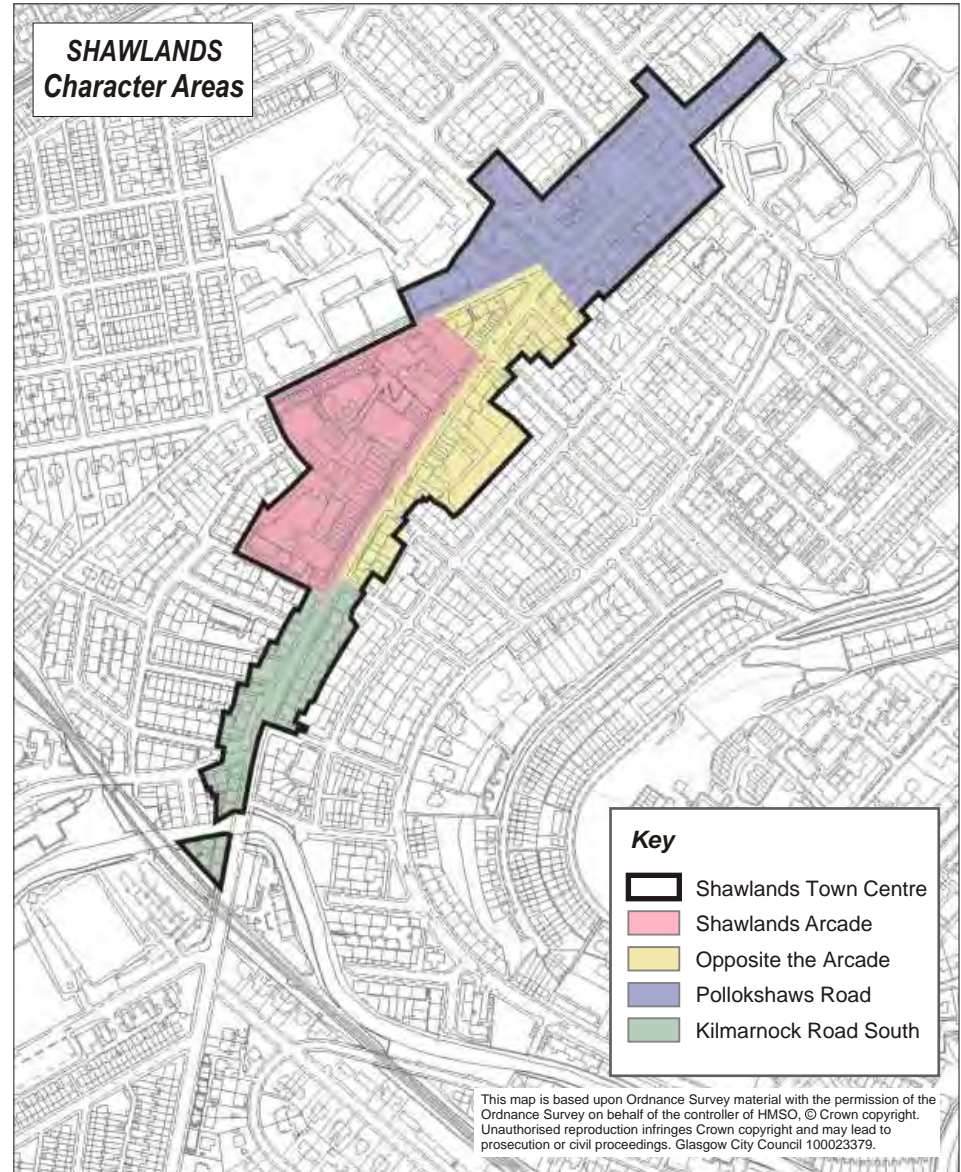 SHAWLANDS
Character Areas
Key
Shawlands Town Centre
Shawlands Arcade
Opposite the Arcade
Pollokshaws Road
Kilmarnock Road South
This map is based upon Ordnance Survey material with the permission of the
Ordnance Survey on behalf of the controller of HMSO, © Crown copyright.
Unauthorised reproduction infringes Crown copyright and may lead to
prosecution or civil proceedings. Glasgow City Council 100023379.